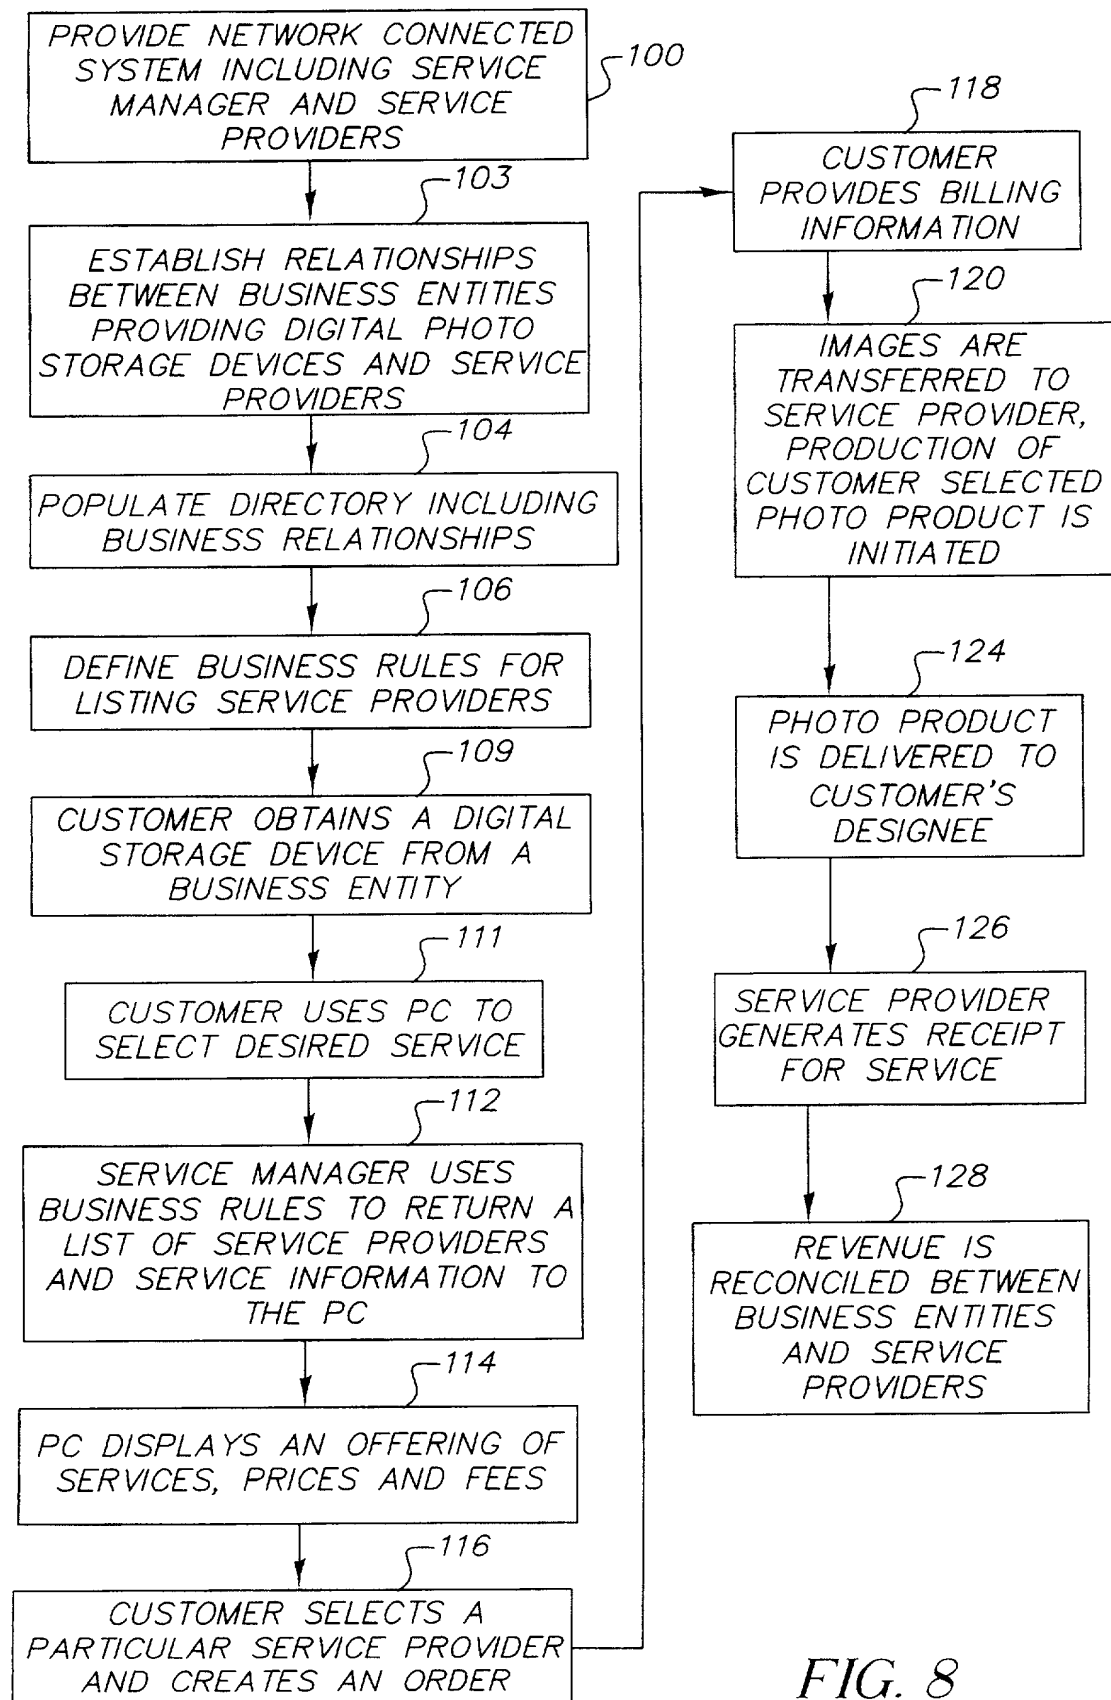 PROVIDE NETWORK CONNECTED
SYSTEM INCLUDING SERVICE
MANAGER AND SERVICE
PROVIDERS
100
103
ESTABLISH RELATIONSHIPS
BETWEEN BUSINESS ENTITIES
PROVIDING DIGITAL PHOTO
STORAGE DEVICES AND SERVICE
PROVIDERS
104
POPULATE DIRECTORY INCLUDING
BUSINESS RELATIONSHIPS
106
DEFINE BUSINESS RULES FOR
LISTING SERVICE PROVIDERS
109
CUSTOMER OBTAINS A DIGITAL
STORAGE DEVICE FROM A
BUSINESS ENTITY
111
CUSTOMER USES PC TO
SELECT DESIRED SERVICE
112
SERVICE MANAGER USES
BUSINESS RULES TO RETURN A
LIST OF SERVICE PROVIDERS
AND SERVICE INFORMATION TO
THE PC
114
PC DISPLAYS AN OFFERING OF
SERVICES, PRICES AND FEES
116
CUSTOMER SELECTS A
PARTICULAR SERVICE PROVIDER
AND CREATES AN ORDER
118
CUSTOMER
PROVIDES BILLING
INFORMATION
120
IMAGES ARE
TRANSFERRED TO
SERVICE PROVIDER,
PRODUCTION OF
CUSTOMER SELECTED
PHOTO PRODUCT IS
INITIATED
124
PHOTO PRODUCT
IS DELIVERED TO
CUSTOMER'S
DESIGNEE
126
SERVICE PROVIDER
GENERATES RECEIPT
FOR SERVICE
128
REVENUE IS
RECONCILED BETWEEN
BUSINESS ENTITIES
AND SERVICE
PROVIDERS
FIG. 8